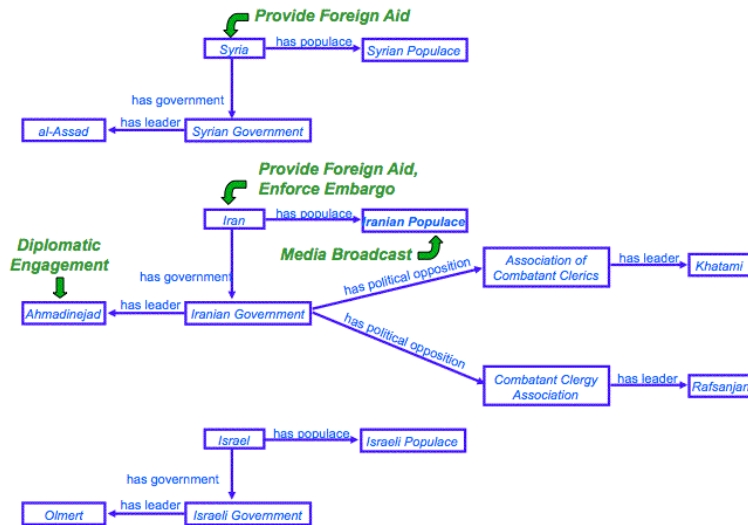 Provide Foreign Aid
Syria
has populace
Syrian Populace
has government
al-Assad
has leader
Syrian Government
Provide Foreign Aid,
Enforce Embargo
Iran
has populace
Iranian Populace
Diplomatic
Engagement
Media Broadcast
has government
has political opposition
Association of
Combatant Clerics
has leader
Khatami
Ahmadinejad
has leader
Iranian Government
has political opposition
Combatant Clergy
Association
has leader
Rafsanjani
Israel
has populace
Israeli Populace
has government
Olmert
has leader
Israeli Government